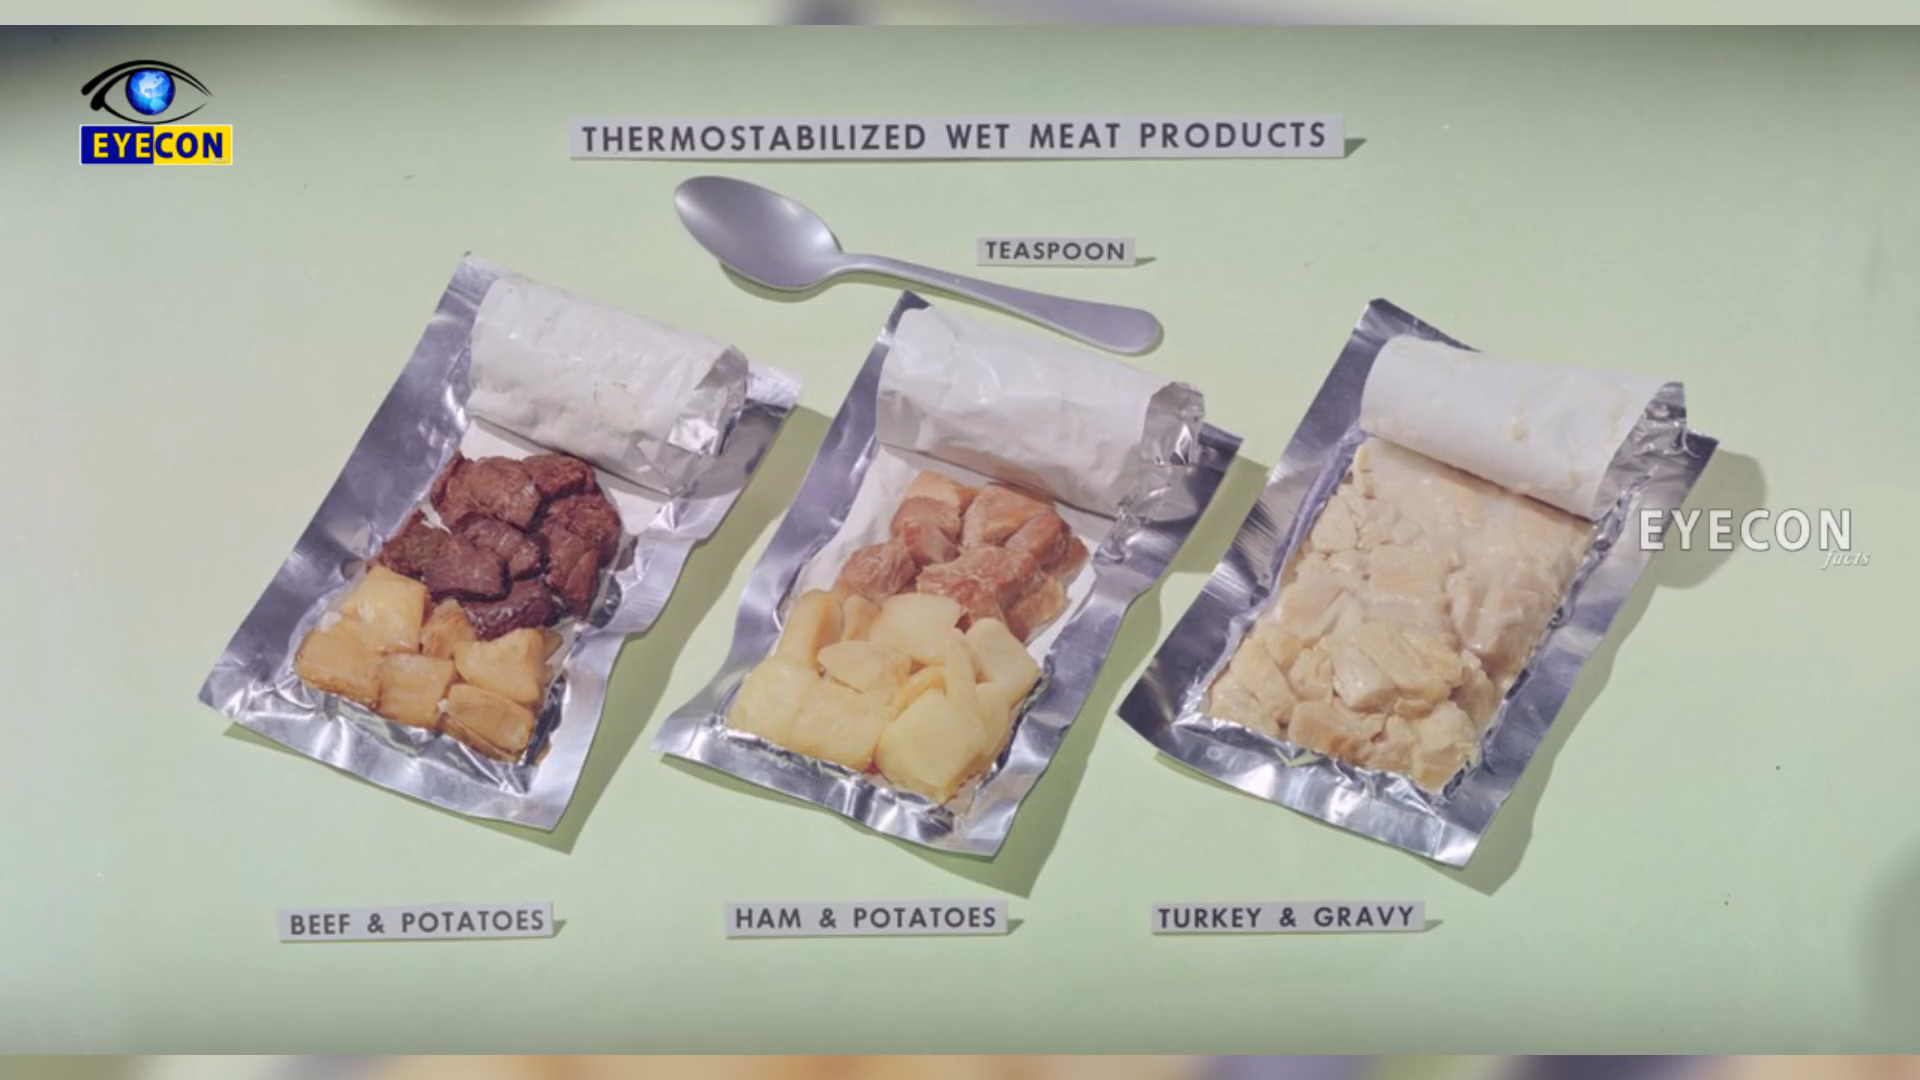 EYECON
THERMOSTABILIZED WET MEAT PRODUCTS
TEASPOON
EYECON
facts
BEEF & POTATOES
HAM & POTATOES
TURKEY & GRAVY